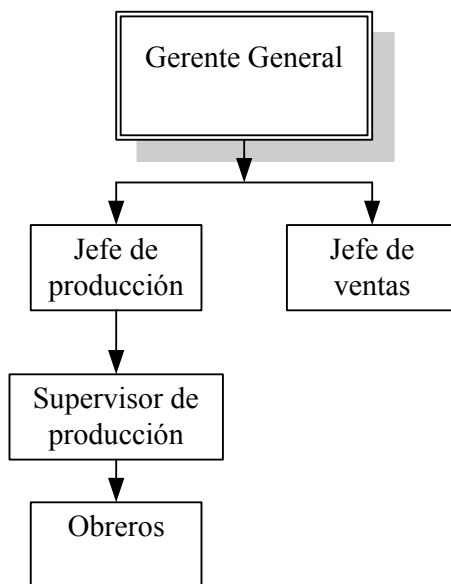 Gerente General
Jefe de
producción
Jefe de
ventas
Supervisor de
producción
Obreros